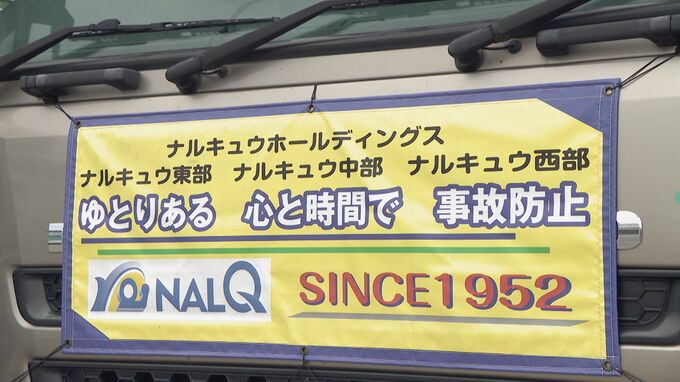 ナルキュウホールディングス
ナルキュウ東部 ナルキュウ中部 ナルキュウ西部
ゆとりある 心と時間で 事故防止
NALQ SINCE1952